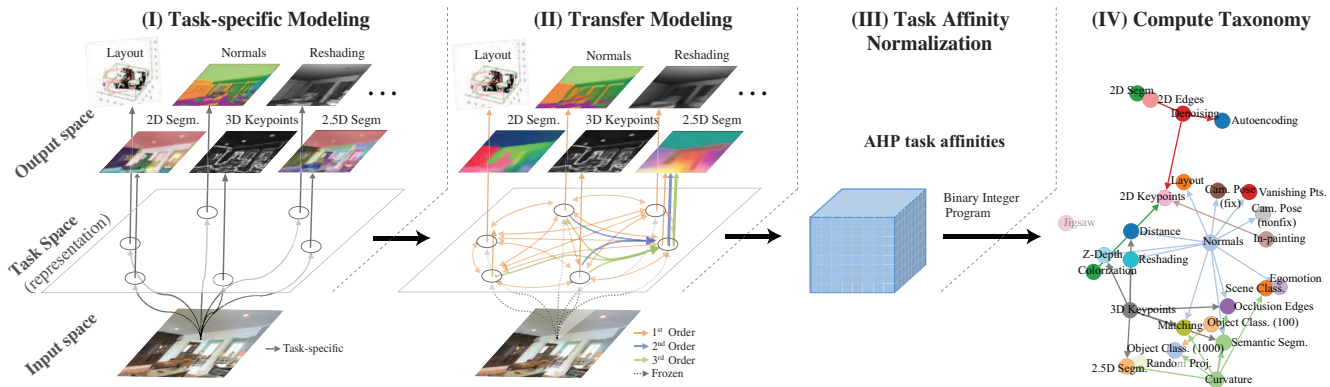 (I) Task-specific Modeling
(II) Transfer Modeling
(III) Task Affinity
Normalization
(IV) Compute Taxonomy
Output space
Task Space
(representation)
Input space
Layout
Normals
Reshading
. . .
2D Segm.
3D Keypoints
2.5D Segm
Task-specific
Layout
Normals
Reshading
. . .
2D Segm.
3D Keypoints
2.5D Segm
1st Order
2nd Order
3rd Order
Frozen
AHP task affinities
Binary Integer
Program
2D Segm.
2D Edges
Denoising
Autoencoding
Layout
2D Keypoints
Cam. Pose
(fix)
Vanishing Pts.
Cam. Pose
(nonfix)
Jigsaw
Distance
Normals
In-painting
Z-Depth
Reshading
Colorization
Egomotion
Scene Class.
3D Keypoints
Occlusion Edges
Matching
Object Class. (100)
Semantic Segm.
Object Class. (1000)
2.5D Segm.
Random Proj.
Curvature